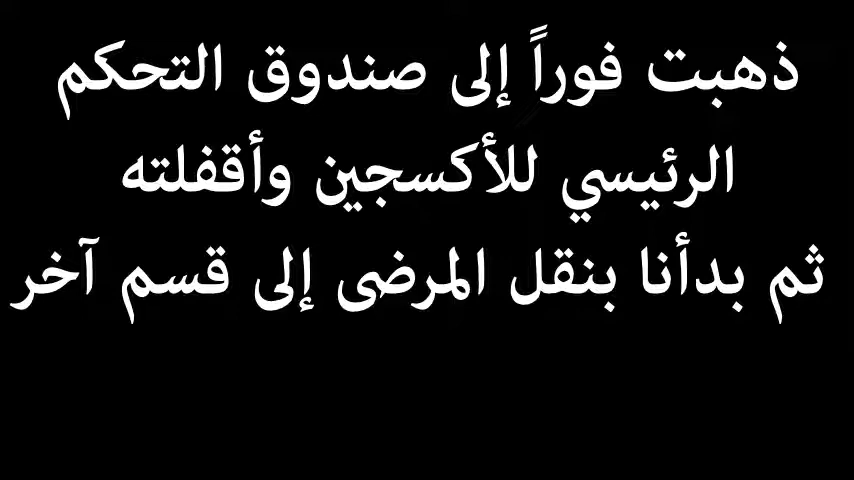 ذهبت فوراً إلى صندوق التحكم
الرئيسي للأكسجين وأقفلته
ثم بدأنا بنقل المرضى إلى قسم آخر